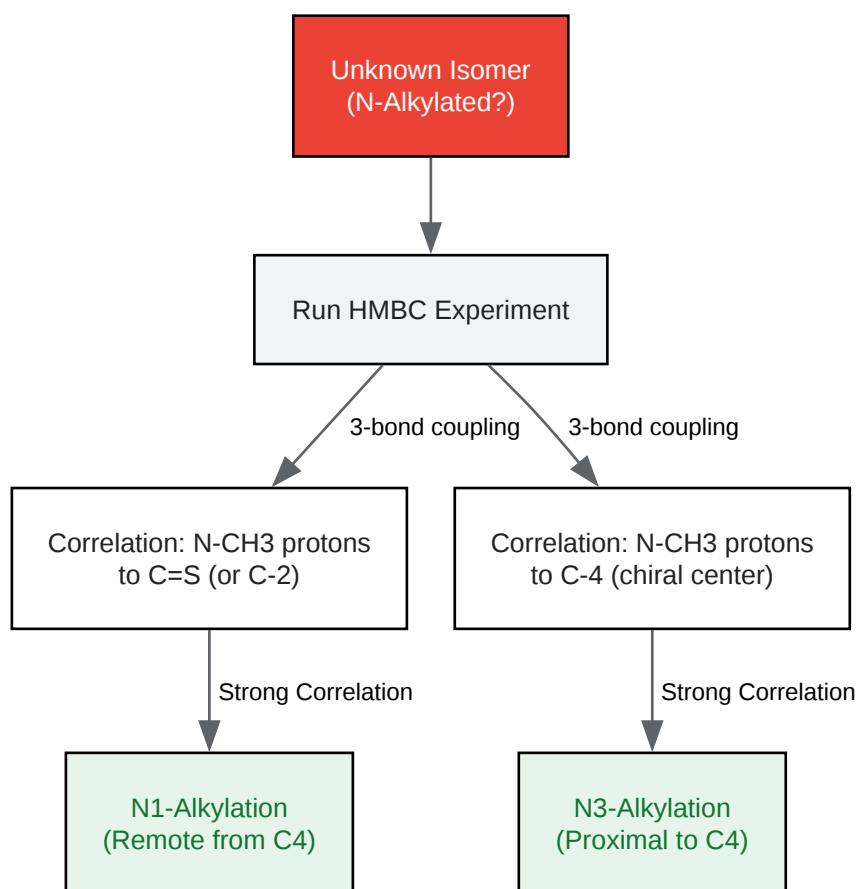 Unknown Isomer
(N-Alkylated?)
Run HMBC Experiment
3-bond coupling
3-bond coupling
Correlation: N-CH3 protons
to C=S (or C-2)
Correlation: N-CH3 protons
to C-4 (chiral center)
Strong Correlation
Strong Correlation
N1-Alkylation
(Remote from C4)
N3-Alkylation
(Proximal to C4)